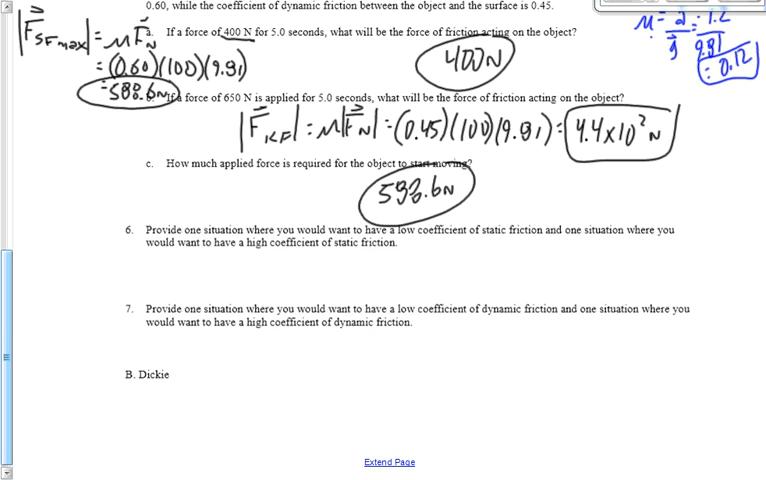 0.60, while the coefficient of dynamic friction between the object and the surface is 0.45.
a. If a force of 400 N for 5.0 seconds, what will be the force of friction acting on the object?
|F⃗SFmax| = μF⃗N
= (0.60)(100)(9.81)
= 588.6N
400N
μ = a/g = 1.2/9.81
= 0.12
If a force of 650 N is applied for 5.0 seconds, what will be the force of friction acting on the object?
|F⃗KF| = μ|F⃗N| = (0.45)(100)(9.81) = 4.4×10² N
c. How much applied force is required for the object to start moving?
588.6N
6. Provide one situation where you would want to have a low coefficient of static friction and one situation where you
would want to have a high coefficient of static friction.
7. Provide one situation where you would want to have a low coefficient of dynamic friction and one situation where you
would want to have a high coefficient of dynamic friction.
B. Dickie
Extend Page